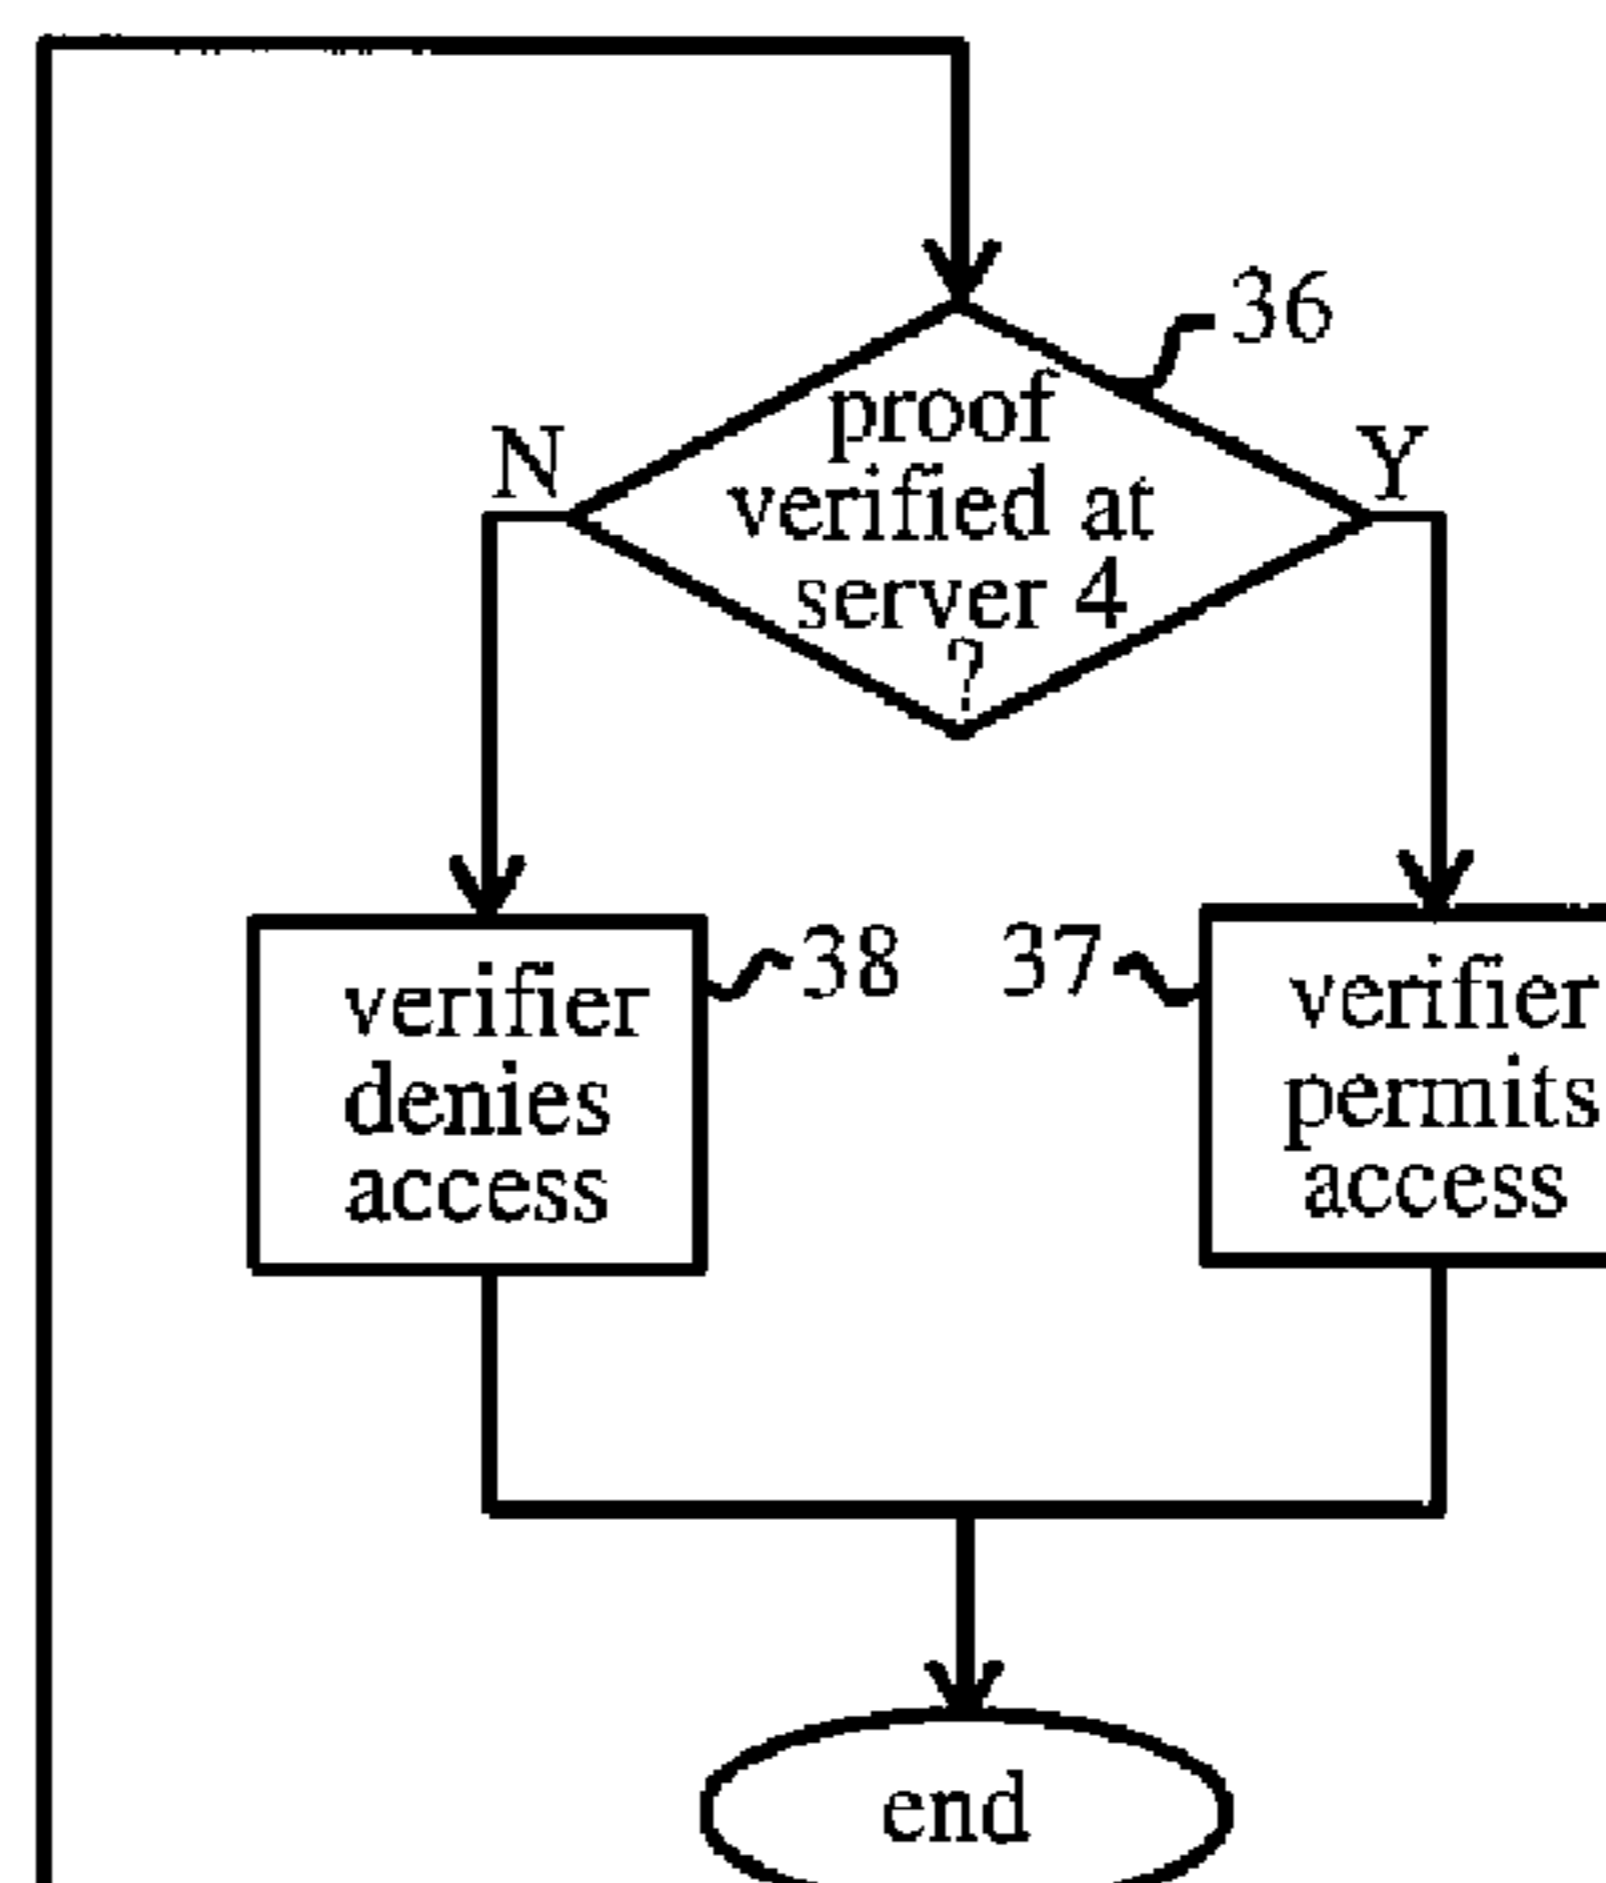 36
proof
N
Y
verified at
server 4
?
38
37
verifier
denies
access
verifier
permits
access
end